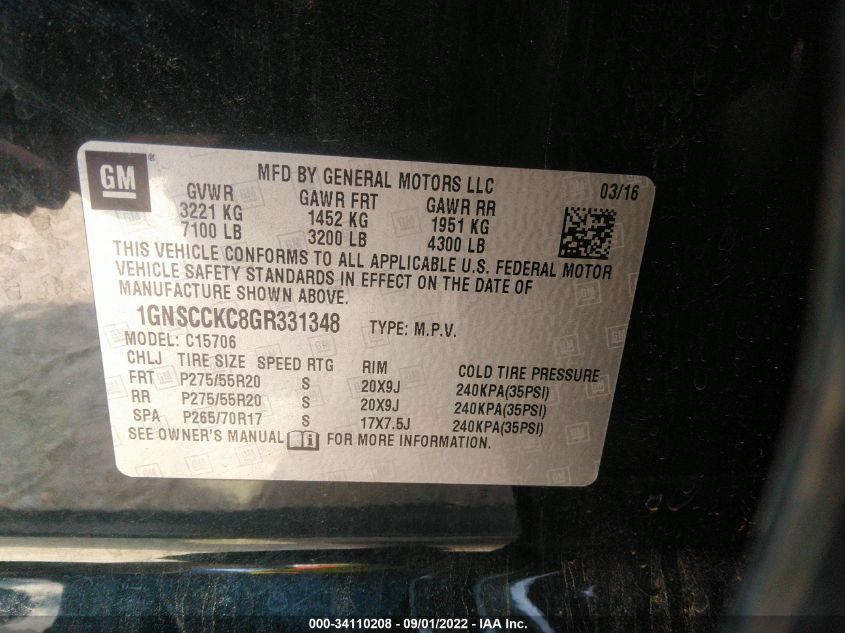 GM®
MFD BY GENERAL MOTORS LLC 03/16
GVWR GAWR FRT GAWR RR
3221 KG 1452 KG 1951 KG
7100 LB 3200 LB 4300 LB
THIS VEHICLE CONFORMS TO ALL APPLICABLE U.S. FEDERAL MOTOR
VEHICLE SAFETY STANDARDS IN EFFECT ON THE DATE OF
MANUFACTURE SHOWN ABOVE.
1GNSCCKC8GR331348 TYPE: M.P.V.
MODEL: C15706
CHLJ TIRE SIZE SPEED RTG RIM COLD TIRE PRESSURE
FRT P275/55R20 S 20X9J 240KPA(35PSI)
RR P275/55R20 S 20X9J 240KPA(35PSI)
SPA P265/70R17 S 17X7.5J 240KPA(35PSI)
SEE OWNER'S MANUAL i FOR MORE INFORMATION.
000-34110208 - 09/01/2022 - IAA Inc.